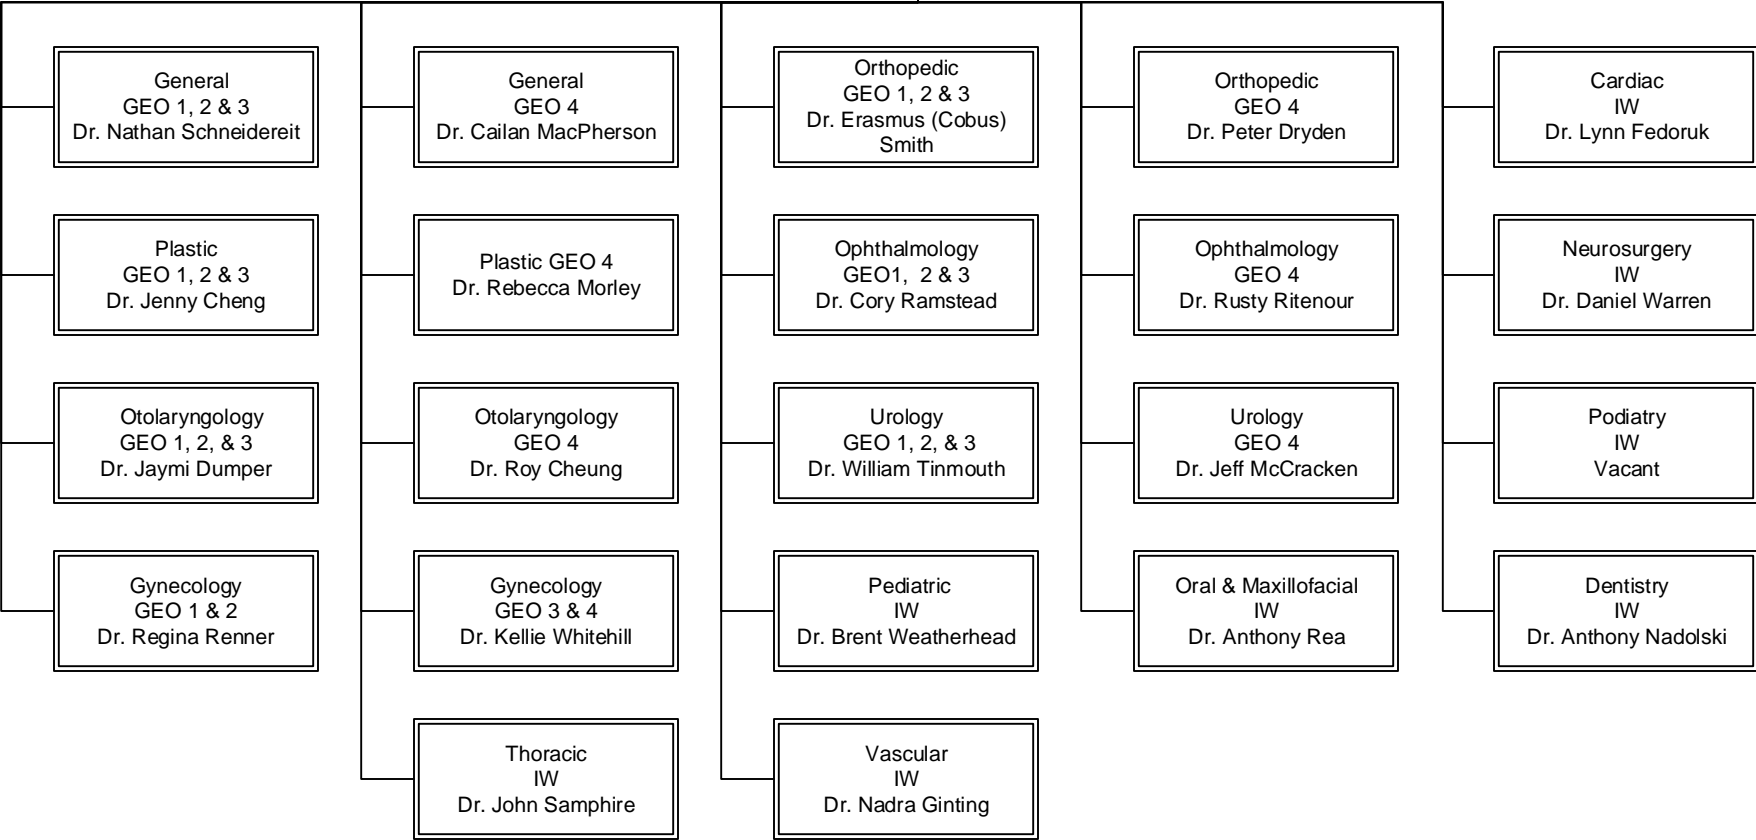 General
GEO 1, 2 & 3
Dr. Nathan Schneidereit
General
GEO 4
Dr. Cailan MacPherson
Orthopedic
GEO 1, 2 & 3
Dr. Erasmus (Cobus)
Smith
Orthopedic
GEO 4
Dr. Peter Dryden
Cardiac
IW
Dr. Lynn Fedoruk
Plastic
GEO 1, 2 & 3
Dr. Jenny Cheng
Plastic GEO 4
Dr. Rebecca Morley
Ophthalmology
GEO1, 2 & 3
Dr. Cory Ramstead
Ophthalmology
GEO 4
Dr. Rusty Ritenour
Neurosurgery
IW
Dr. Daniel Warren
Otolaryngology
GEO 1, 2, & 3
Dr. Jaymi Dumper
Otolaryngology
GEO 4
Dr. Roy Cheung
Urology
GEO 1, 2, & 3
Dr. William Tinmouth
Urology
GEO 4
Dr. Jeff McCracken
Podiatry
IW
Vacant
Gynecology
GEO 1 & 2
Dr. Regina Renner
Gynecology
GEO 3 & 4
Dr. Kellie Whitehill
Pediatric
IW
Dr. Brent Weatherhead
Oral & Maxillofacial
IW
Dr. Anthony Rea
Dentistry
IW
Dr. Anthony Nadolski
Thoracic
IW
Dr. John Samphire
Vascular
IW
Dr. Nadra Ginting